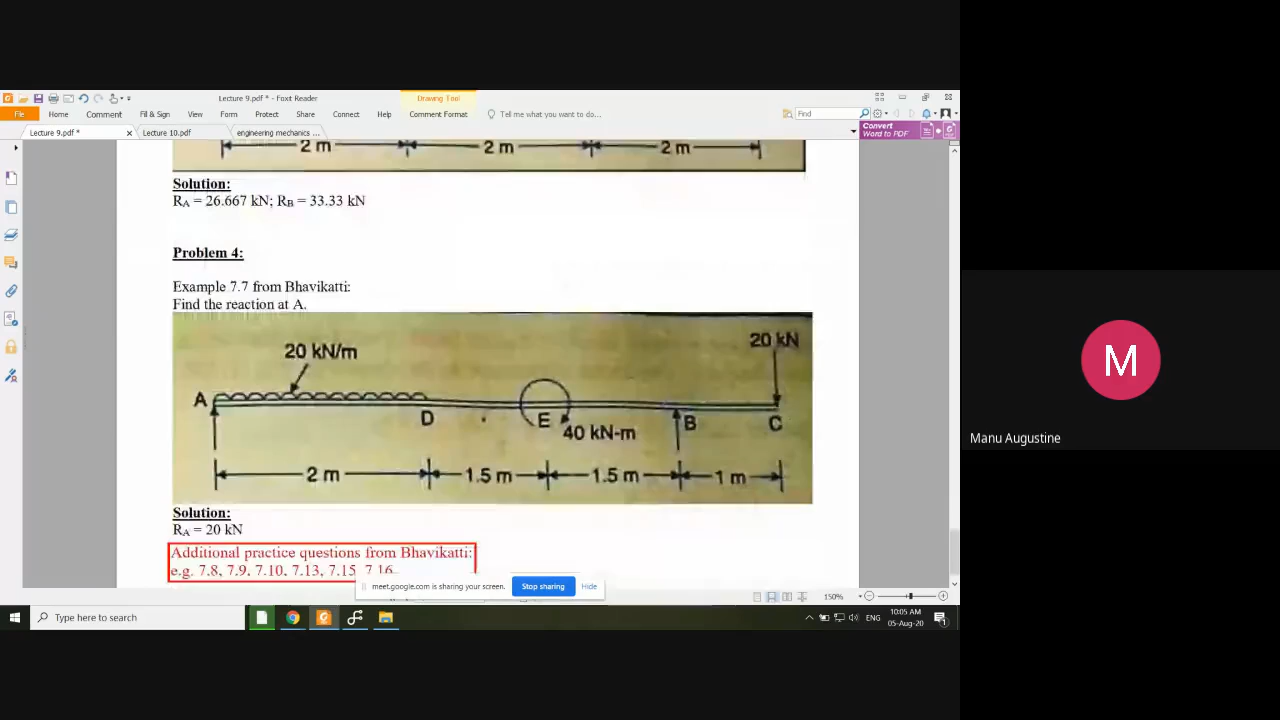 Lecture 9.pdf * - Foxit Reader
Drawing Tool
File Home Comment Fill & Sign View Form Protect Share Connect Help Comment Format Tell me what you want to do... Find
Lecture 9.pdf * Lecture 10.pdf engineering mechanics ... Convert
Word to PDF
2 m 2 m 2 m
Solution:
RA = 26.667 kN; RB = 33.33 kN
Problem 4:
Example 7.7 from Bhavikatti:
Find the reaction at A.
20 kN
20 kN/m
A D E B C
40 kN-m
2 m 1.5 m 1.5 m 1 m
Solution:
RA = 20 kN
Additional practice questions from Bhavikatti:
e.g. 7.8, 7.9, 7.10, 7.13, 7.15, 7.16
meet.google.com is sharing your screen. Stop sharing Hide
150%
Type here to search
ENG
10:05 AM
05-Aug-20
M
Manu Augustine